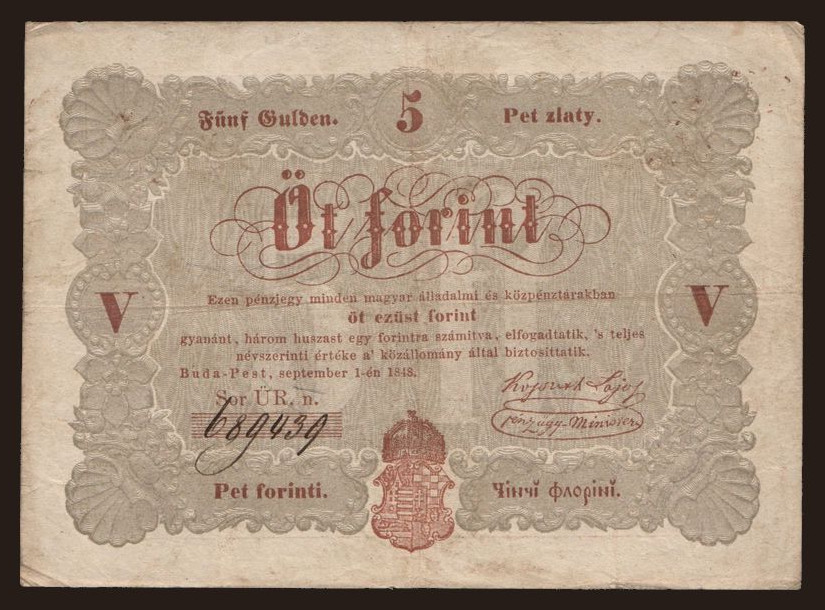 Fünf Gulden. 5 Pet zlaty.
Öt forint
V V
Ezen pénzjegy minden magyar álladalmi és közpénztárakban
öt ezüst forint
gyanánt, három huszast egy forintra számitva, elfogadtatik, 's teljes
névszerinti értéke a' közállomány által biztosittatik.
Buda-Pest, september 1-én 1848.
Sor ÜR. n.
689439
Kossuth Lajos
pénzügy-Minister
Pet forinti. Чінчі флоріні.